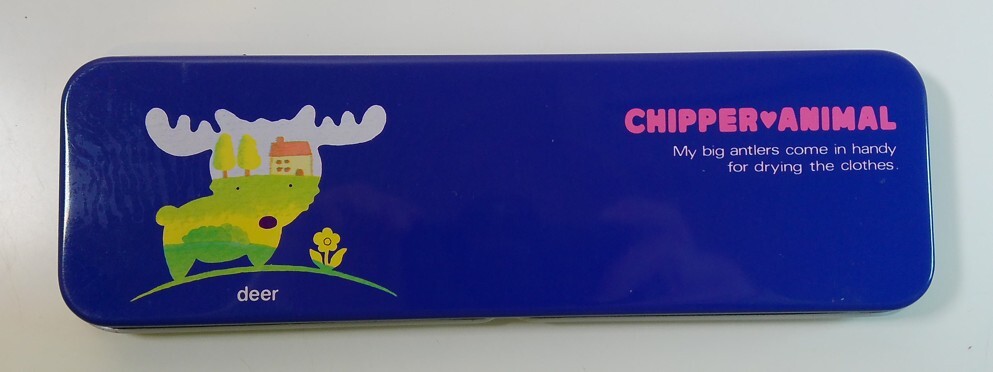 CHIPPER♥ANIMAL
My big antlers come in handy
for drying the clothes.
deer